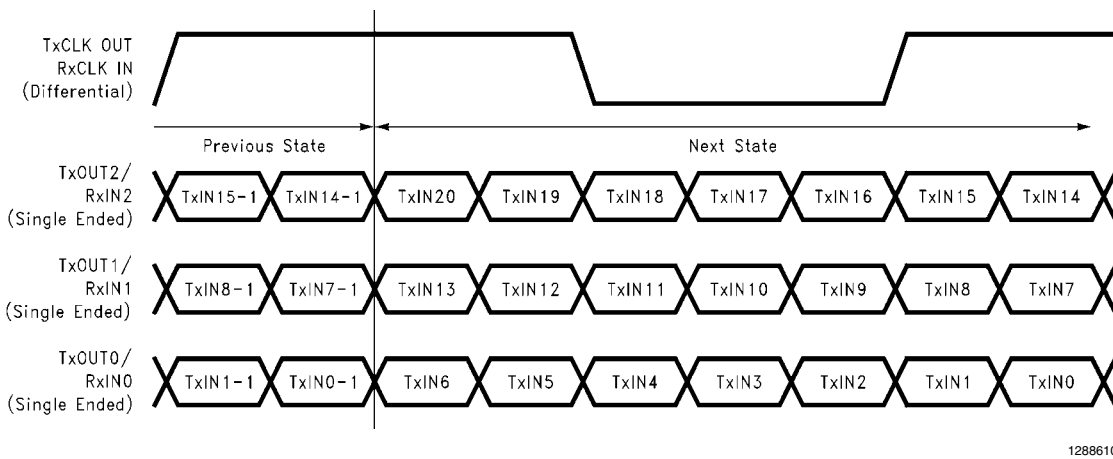 TxCLK OUT
RxCLK IN
(Differential)
Previous State
Next State
TxOUT2/
RxIN2
(Single Ended)
TxIN15-1 TxIN14-1 TxIN20 TxIN19 TxIN18 TxIN17 TxIN16 TxIN15 TxIN14
TxOUT1/
RxIN1
(Single Ended)
TxIN8-1 TxIN7-1 TxIN13 TxIN12 TxIN11 TxIN10 TxIN9 TxIN8 TxIN7
TxOUT0/
RxIN0
(Single Ended)
TxIN1-1 TxIN0-1 TxIN6 TxIN5 TxIN4 TxIN3 TxIN2 TxIN1 TxIN0